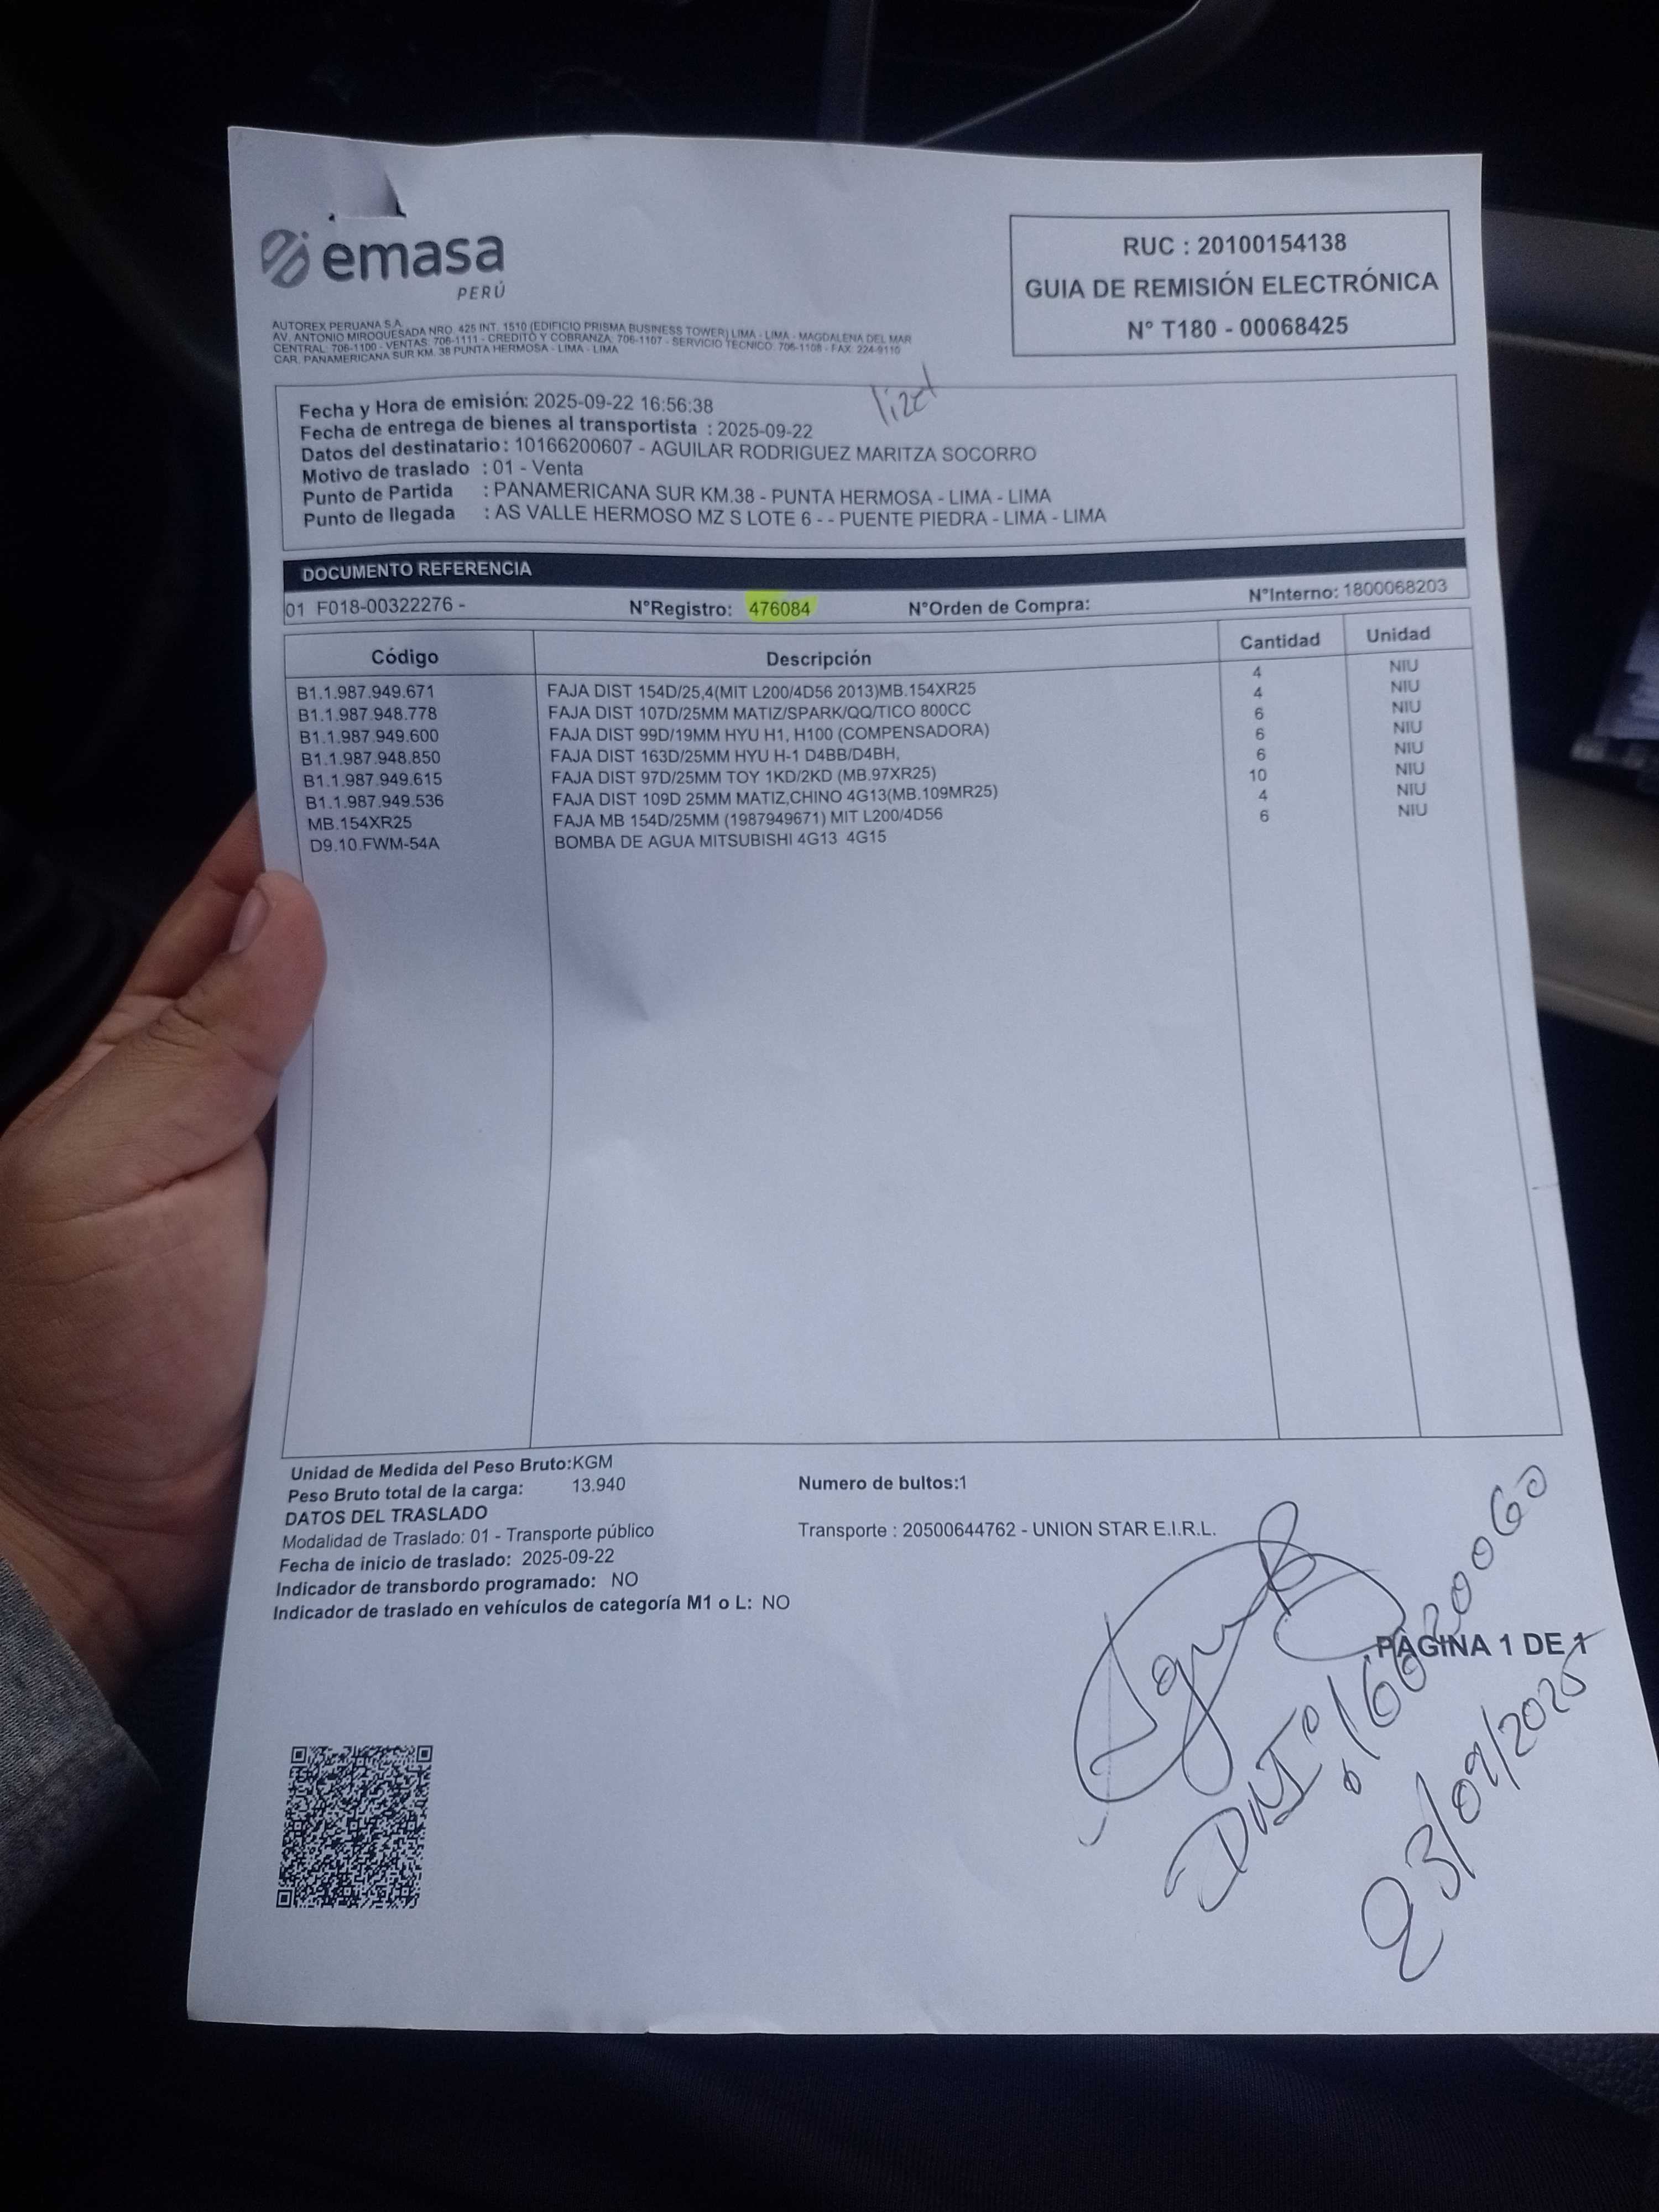 emasa
PERÚ
RUC : 20100154138
GUIA DE REMISIÓN ELECTRÓNICA
N° T180 - 00068425
AUTOREX PERUANA S.A.
AV. ANTONIO MIROQUESADA NRO. 425 INT. 1510 (EDIFICIO PRISMA BUSINESS TOWER) LIMA - LIMA - MAGDALENA DEL MAR
CENTRAL: 706-1100 - VENTAS: 706-1111 - CREDITO Y COBRANZA: 706-1107 - SERVICIO TECNICO: 706-1108 - FAX: 224-9110
CAR. PANAMERICANA SUR KM. 38 PUNTA HERMOSA - LIMA - LIMA
Fecha y Hora de emisión: 2025-09-22 16:56:38
Fecha de entrega de bienes al transportista : 2025-09-22
Datos del destinatario : 10166200607 - AGUILAR RODRIGUEZ MARITZA SOCORRO
Motivo de traslado : 01 - Venta
Punto de Partida : PANAMERICANA SUR KM.38 - PUNTA HERMOSA - LIMA - LIMA
Punto de llegada : AS VALLE HERMOSO MZ S LOTE 6 - - PUENTE PIEDRA - LIMA - LIMA
DOCUMENTO REFERENCIA
01 F018-00322276 - N°Registro: 476084 N°Orden de Compra: N°Interno: 1800068203
Código Descripción Cantidad Unidad
B1.1.987.949.671 FAJA DIST 154D/25,4(MIT L200/4D56 2013)MB.154XR25 4 NIU
B1.1.987.948.778 FAJA DIST 107D/25MM MATIZ/SPARK/QQ/TICO 800CC 4 NIU
B1.1.987.949.600 FAJA DIST 99D/19MM HYU H1, H100 (COMPENSADORA) 6 NIU
B1.1.987.948.850 FAJA DIST 163D/25MM HYU H-1 D4BB/D4BH, 6 NIU
B1.1.987.949.615 FAJA DIST 97D/25MM TOY 1KD/2KD (MB.97XR25) 6 NIU
B1.1.987.949.536 FAJA DIST 109D 25MM MATIZ,CHINO 4G13(MB.109MR25) 10 NIU
MB.154XR25 FAJA MB 154D/25MM (1987949671) MIT L200/4D56 4 NIU
D9.10.FWM-54A BOMBA DE AGUA MITSUBISHI 4G13 4G15 6 NIU
Unidad de Medida del Peso Bruto:KGM
Peso Bruto total de la carga: 13.940 Numero de bultos:1
DATOS DEL TRASLADO
Modalidad de Traslado: 01 - Transporte público Transporte : 20500644762 - UNION STAR E.I.R.L.
Fecha de inicio de traslado: 2025-09-22
Indicador de transbordo programado: NO
Indicador de traslado en vehículos de categoría M1 o L: NO
PÁGINA 1 DE 1
DNI° 16620060
23/09/2025